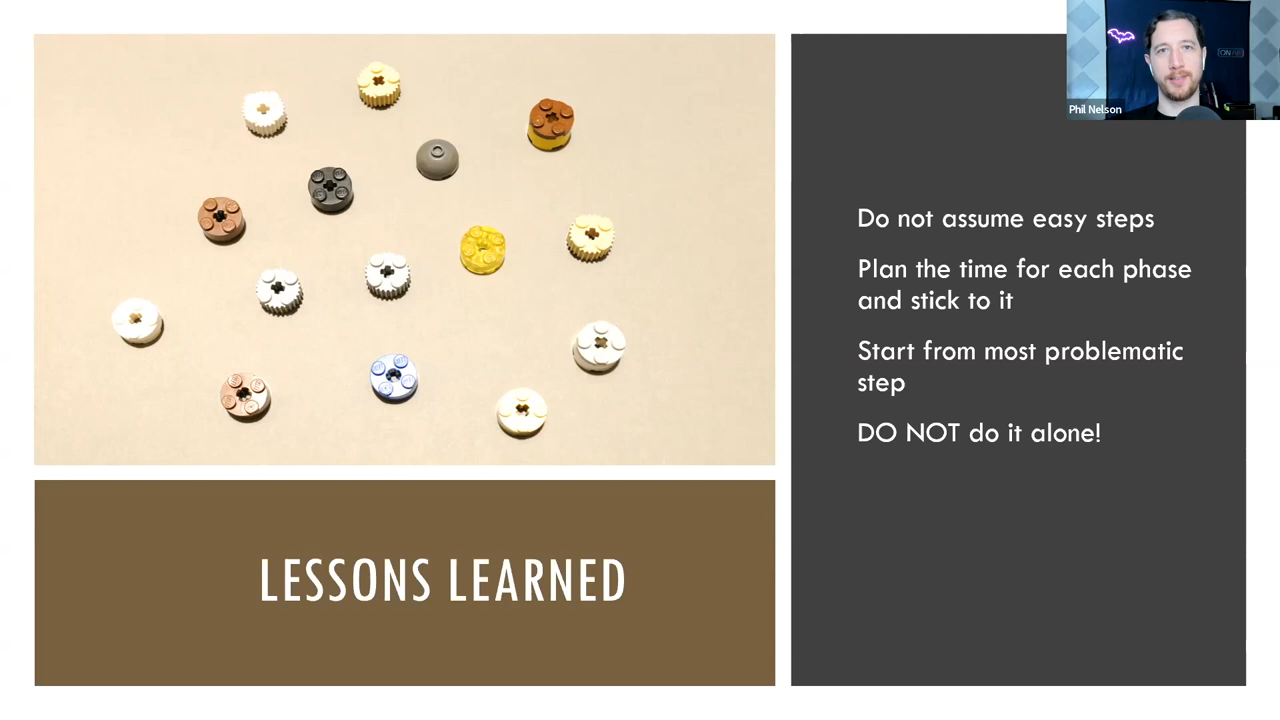 Phil Nelson
Do not assume easy steps
Plan the time for each phase
and stick to it
Start from most problematic
step
DO NOT do it alone!
LESSONS LEARNED